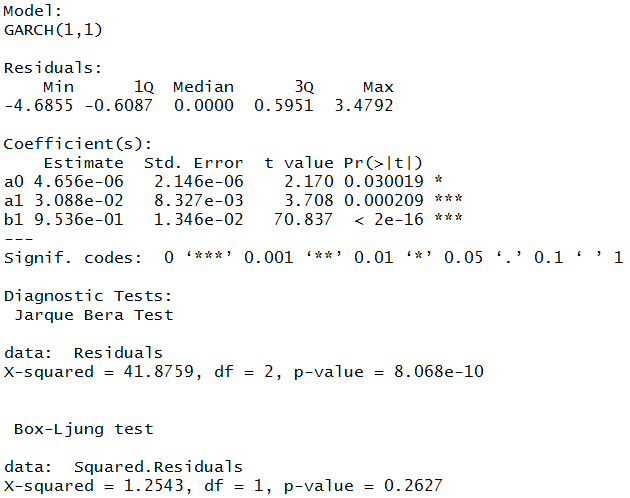 Model:
GARCH(1,1)
Residuals:
    Min      1Q  Median      3Q     Max
-4.6855 -0.6087  0.0000  0.5951  3.4792
Coefficient(s):
    Estimate  Std. Error  t value Pr(>|t|)
a0 4.656e-06   2.146e-06    2.170 0.030019 *
a1 3.088e-02   8.327e-03    3.708 0.000209 ***
b1 9.536e-01   1.346e-02   70.837  < 2e-16 ***
---
Signif. codes:  0 ‘***’ 0.001 ‘**’ 0.01 ‘*’ 0.05 ‘.’ 0.1 ‘ ’ 1
Diagnostic Tests:
 Jarque Bera Test
data:  Residuals
X-squared = 41.8759, df = 2, p-value = 8.068e-10
 Box-Ljung test
data:  Squared.Residuals
X-squared = 1.2543, df = 1, p-value = 0.2627